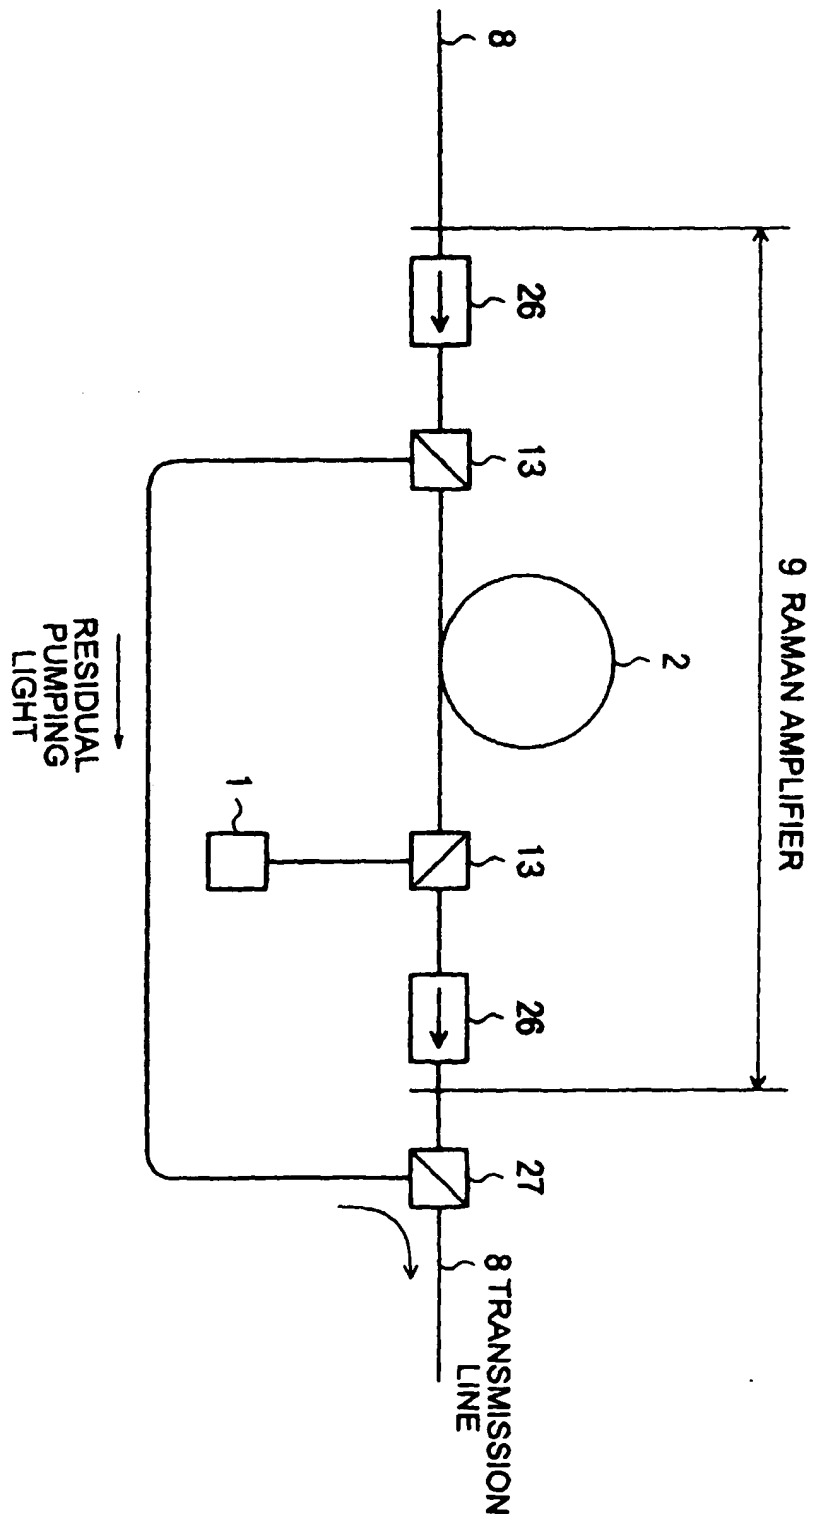 9 RAMAN AMPLIFIER
8
26
13
2
13
26
27
8 TRANSMISSION
LINE
1
RESIDUAL
PUMPING
LIGHT